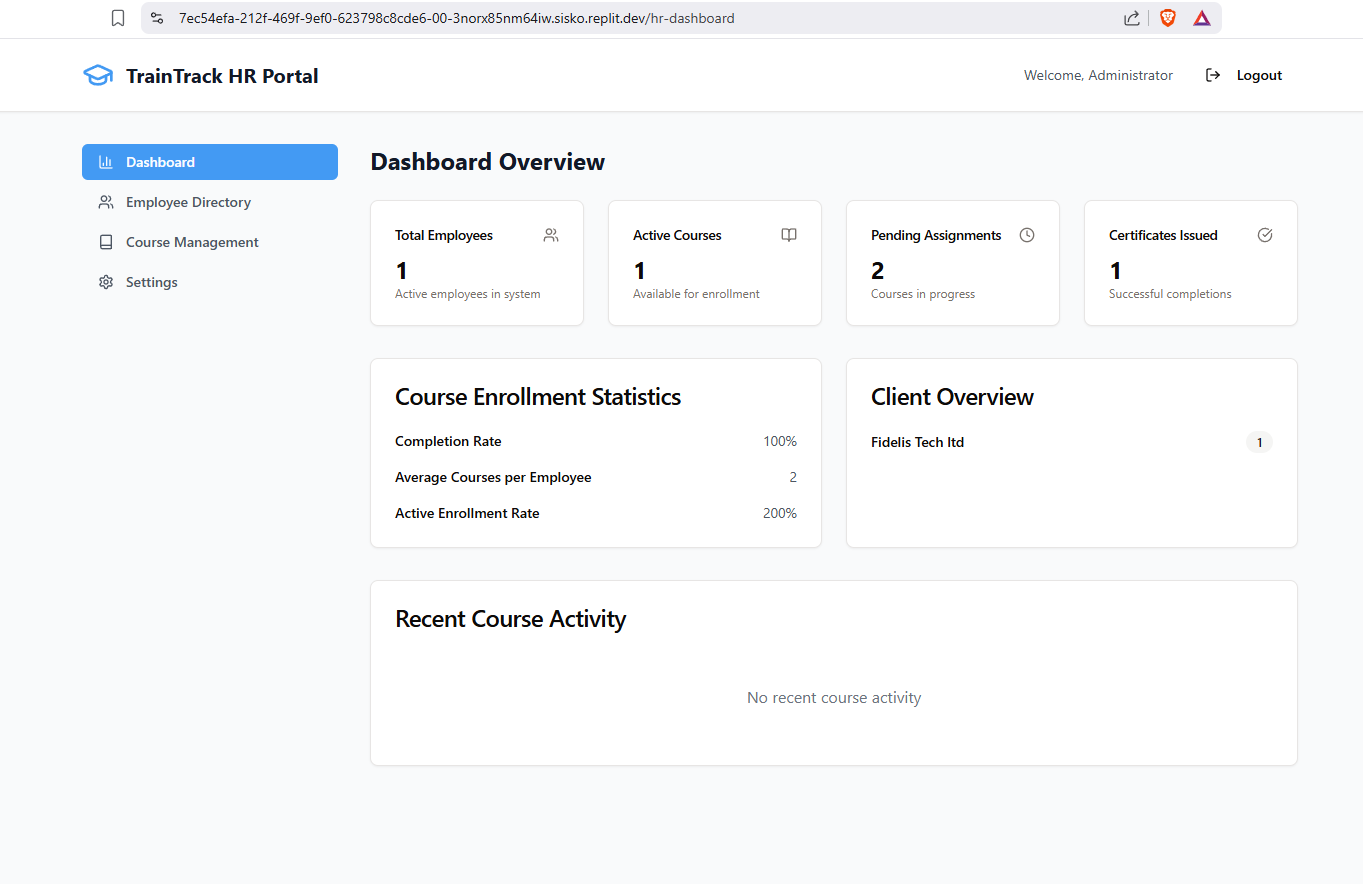 7ec54efa-212f-469f-9ef0-623798c8cde6-00-3norx85nm64iw.sisko.replit.dev/hr-dashboard
TrainTrack HR Portal
Welcome, Administrator
Logout
Dashboard
Employee Directory
Course Management
Settings
Dashboard Overview
Total Employees
1
Active employees in system
Active Courses
1
Available for enrollment
Pending Assignments
2
Courses in progress
Certificates Issued
1
Successful completions
Course Enrollment Statistics
Completion Rate 100%
Average Courses per Employee 2
Active Enrollment Rate 200%
Client Overview
Fidelis Tech ltd 1
Recent Course Activity
No recent course activity